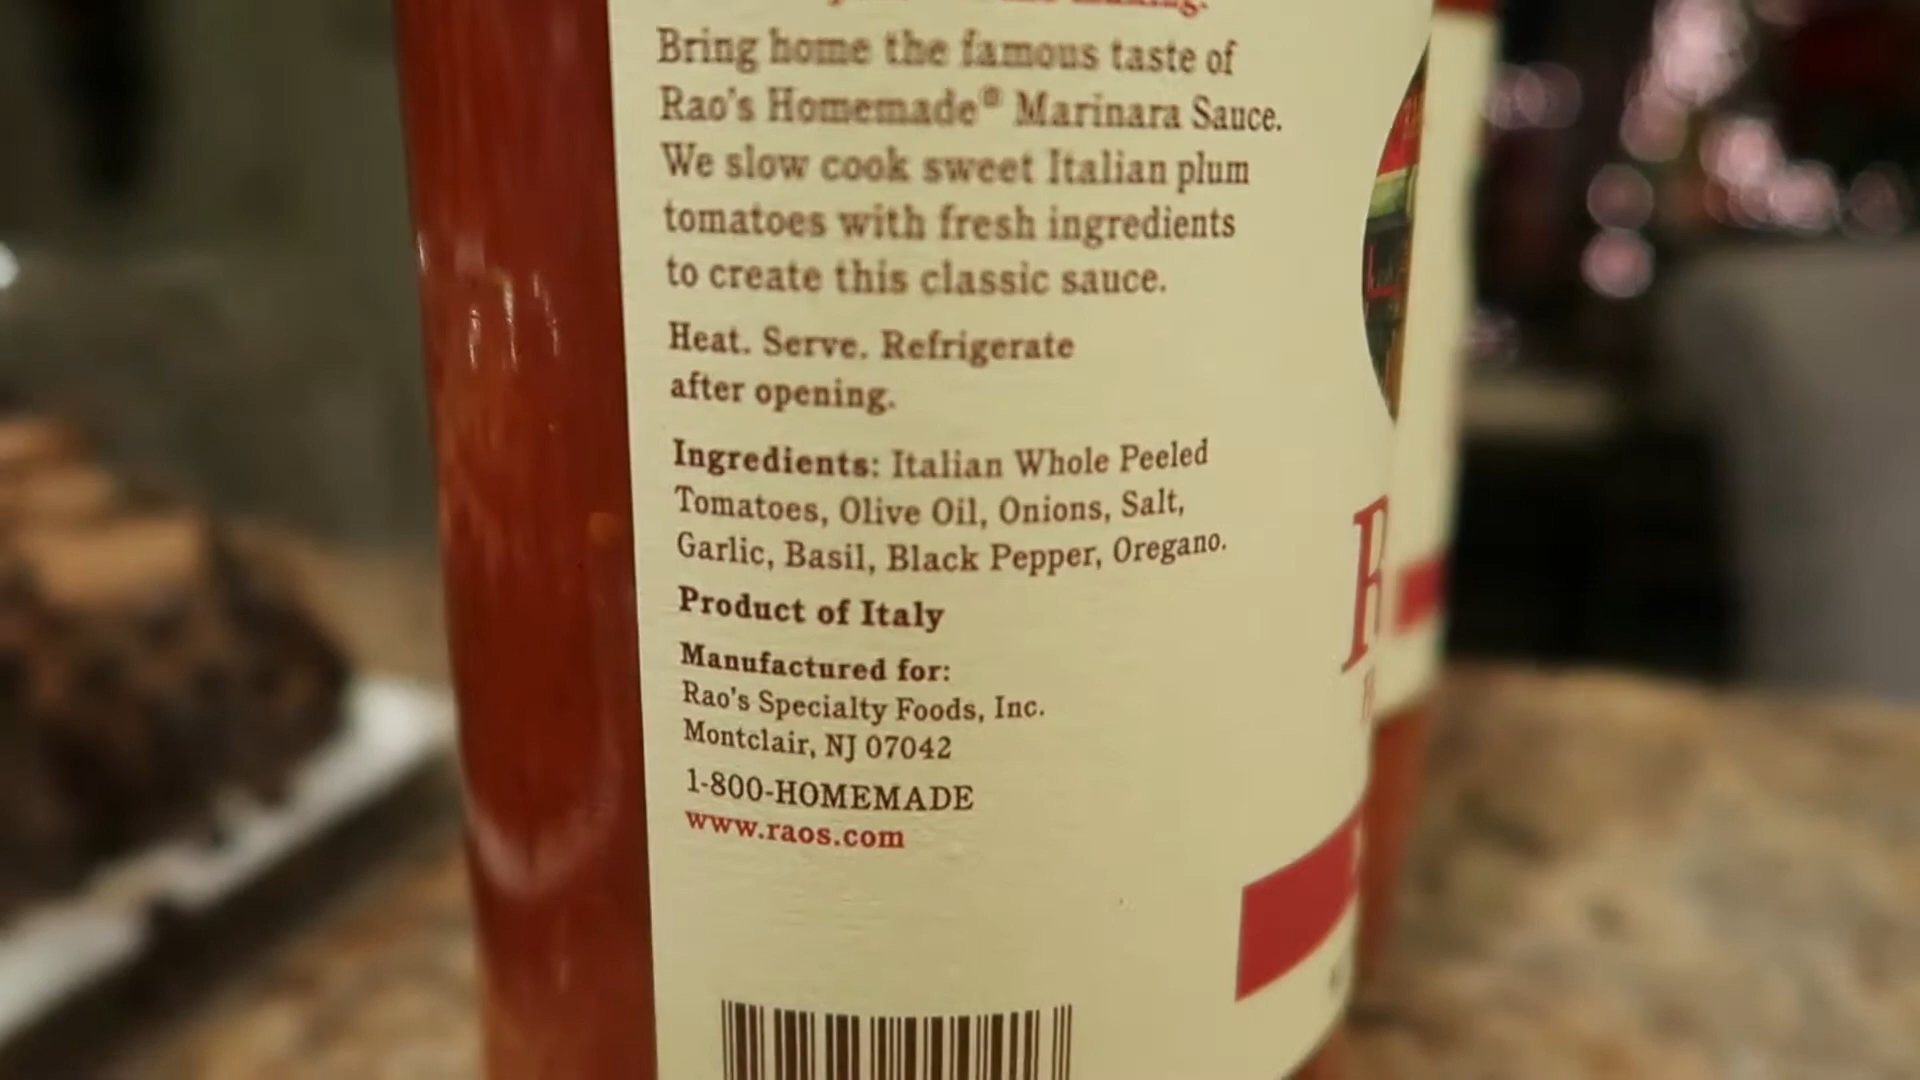 Bring home the famous taste of
Rao's Homemade® Marinara Sauce.
We slow cook sweet Italian plum
tomatoes with fresh ingredients
to create this classic sauce.
Heat. Serve. Refrigerate
after opening.
Ingredients: Italian Whole Peeled
Tomatoes, Olive Oil, Onions, Salt,
Garlic, Basil, Black Pepper, Oregano.
Product of Italy
Manufactured for:
Rao's Specialty Foods, Inc.
Montclair, NJ 07042
1-800-HOMEMADE
www.raos.com
R